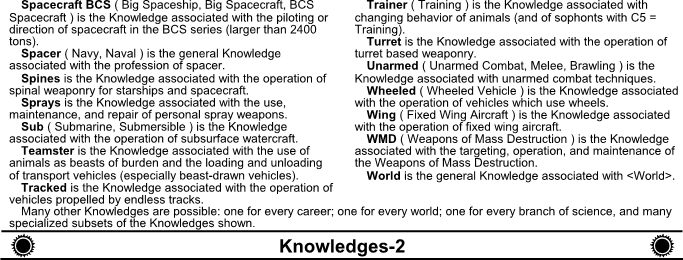 Spacecraft BCS ( Big Spaceship, Big Spacecraft, BCS
Spacecraft ) is the Knowledge associated with the piloting or
direction of spacecraft in the BCS series (larger than 2400
tons).
Spacer ( Navy, Naval ) is the general Knowledge
associated with the profession of spacer.
Spines is the Knowledge associated with the operation of
spinal weaponry for starships and spacecraft.
Sprays is the Knowledge associated with the use,
maintenance, and repair of personal spray weapons.
Sub ( Submarine, Submersible ) is the Knowledge
associated with the operation of subsurface watercraft.
Teamster is the Knowledge associated with the use of
animals as beasts of burden and the loading and unloading
of transport vehicles (especially beast-drawn vehicles).
Tracked is the Knowledge associated with the operation of
vehicles propelled by endless tracks.
Trainer ( Training ) is the Knowledge associated with
changing behavior of animals (and of sophonts with C5 =
Training).
Turret is the Knowledge associated with the operation of
turret based weaponry.
Unarmed ( Unarmed Combat, Melee, Brawling ) is the
Knowledge associated with unarmed combat techniques.
Wheeled ( Wheeled Vehicle ) is the Knowledge associated
with the operation of vehicles which use wheels.
Wing ( Fixed Wing Aircraft ) is the Knowledge associated
with the operation of fixed wing aircraft.
WMD ( Weapons of Mass Destruction ) is the Knowledge
associated with the targeting, operation, and maintenance of
the Weapons of Mass Destruction.
World is the general Knowledge associated with <World>.
Many other Knowledges are possible: one for every career; one for every world; one for every branch of science, and many
specialized subsets of the Knowledges shown.
Knowledges-2